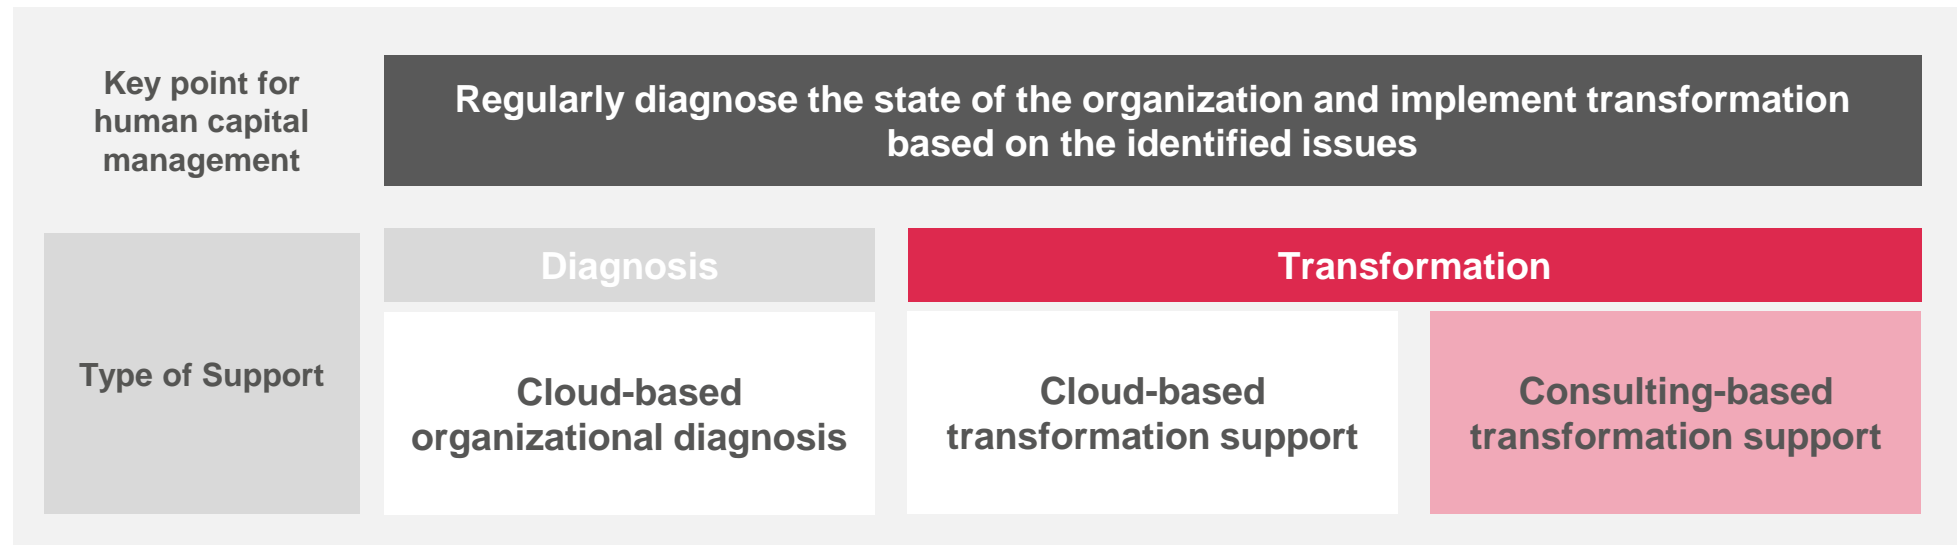 Key point for
human capital
management
Regularly diagnose the state of the organization and implement transformation
based on the identified issues
Type of Support
Diagnosis
Transformation
Cloud-based
organizational diagnosis
Cloud-based
transformation support
Consulting-based
transformation support